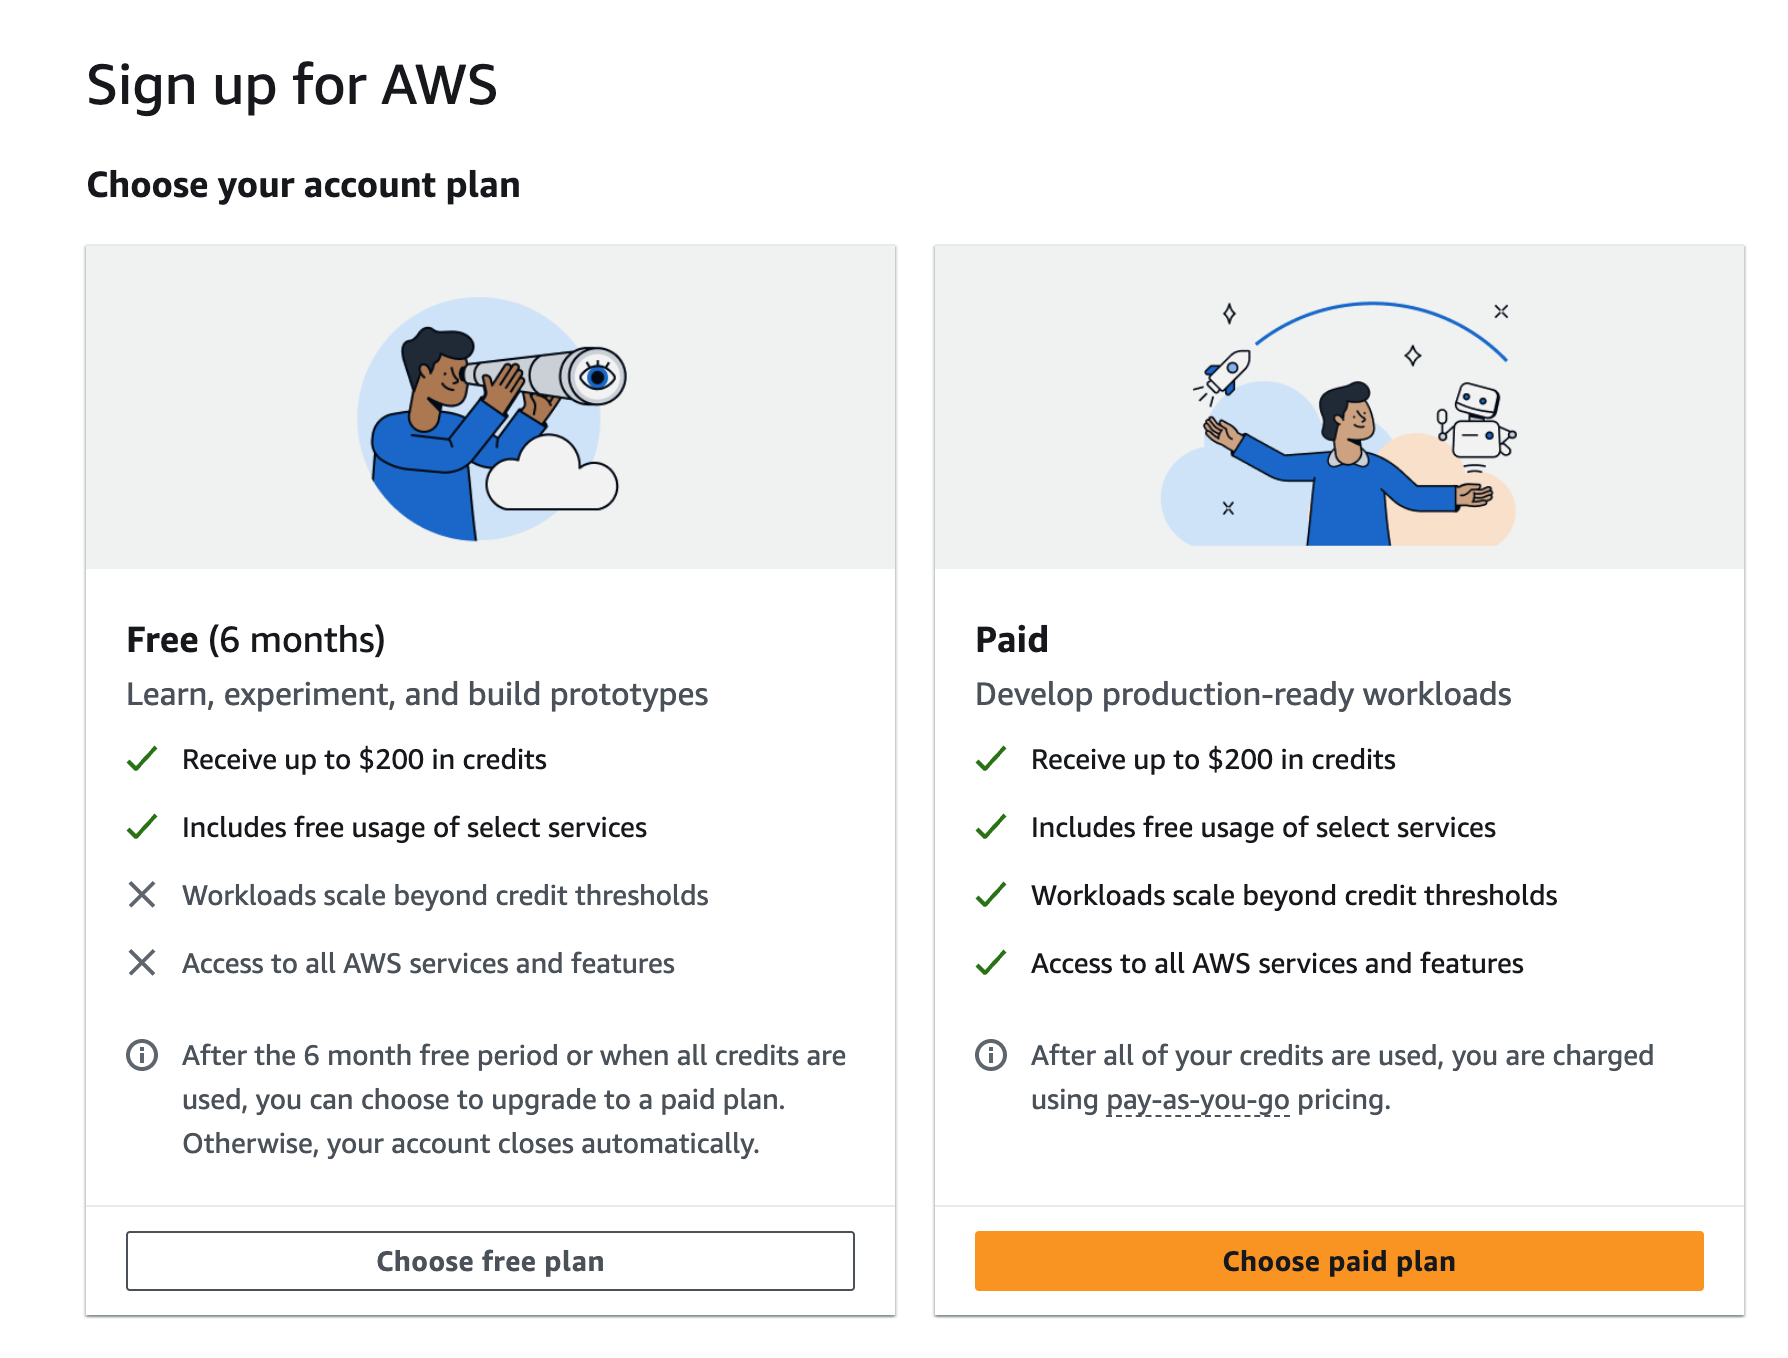 Sign up for AWS
Choose your account plan
Free (6 months)
Learn, experiment, and build prototypes
Receive up to $200 in credits
Includes free usage of select services
Workloads scale beyond credit thresholds
Access to all AWS services and features
After the 6 month free period or when all credits are
used, you can choose to upgrade to a paid plan.
Otherwise, your account closes automatically.
Choose free plan
Paid
Develop production-ready workloads
Receive up to $200 in credits
Includes free usage of select services
Workloads scale beyond credit thresholds
Access to all AWS services and features
After all of your credits are used, you are charged
using pay-as-you-go pricing.
Choose paid plan